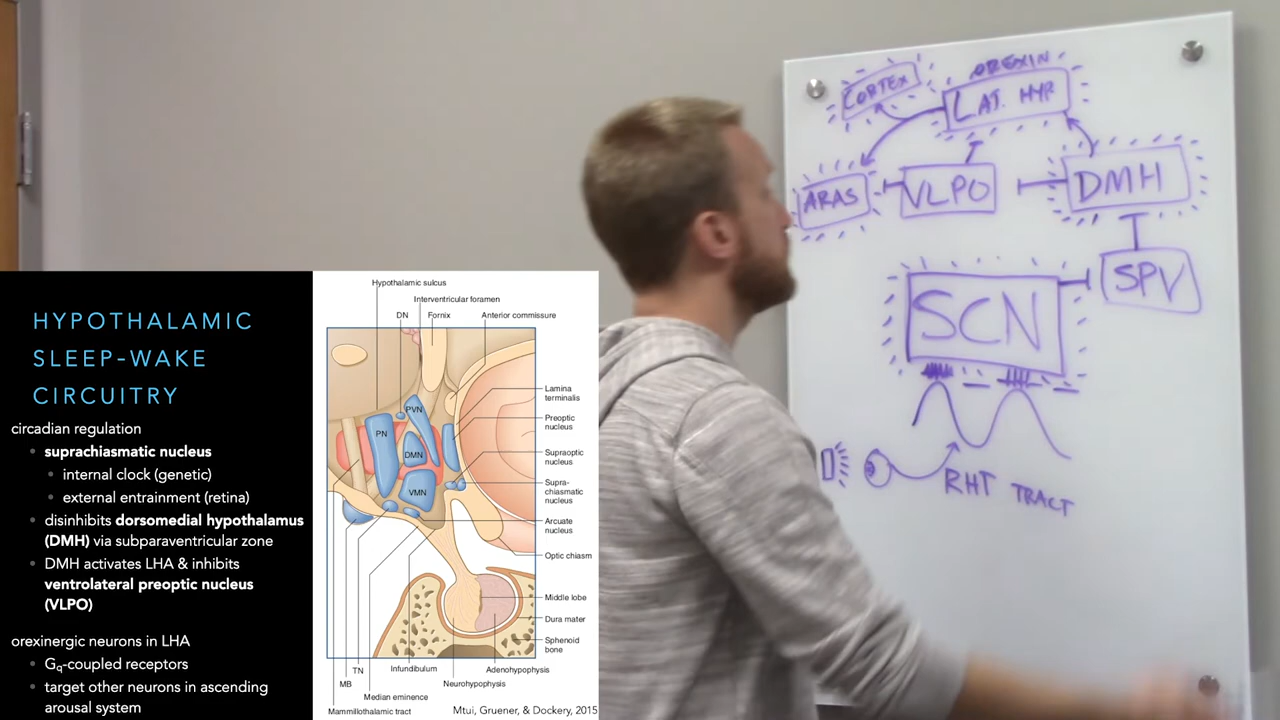 HYPOTHALAMIC
SLEEP-WAKE
CIRCUITRY
circadian regulation
• suprachiasmatic nucleus
• internal clock (genetic)
• external entrainment (retina)
• disinhibits dorsomedial hypothalamus
(DMH) via subparaventricular zone
• DMH activates LHA & inhibits
ventrolateral preoptic nucleus
(VLPO)
orexinergic neurons in LHA
• Gq-coupled receptors
• target other neurons in ascending
arousal system
Hypothalamic sulcus
Interventricular foramen
DN
Fornix
Anterior commissure
Lamina
terminalis
PVN
PN
Preoptic
nucleus
DMN
Supraoptic
nucleus
VMN
Supra-
chiasmatic
nucleus
Arcuate
nucleus
Optic chiasm
Middle lobe
Dura mater
Sphenoid
bone
TN
Infundibulum
Adenohypophysis
MB
Neurohypophysis
Median eminence
Mammillothalamic tract
Mtui, Gruener, & Dockery, 2015
CORTEX
OREXIN
LAT. HYP
ARAS
VLPO
DMH
SPV
SCN
RHT TRACT